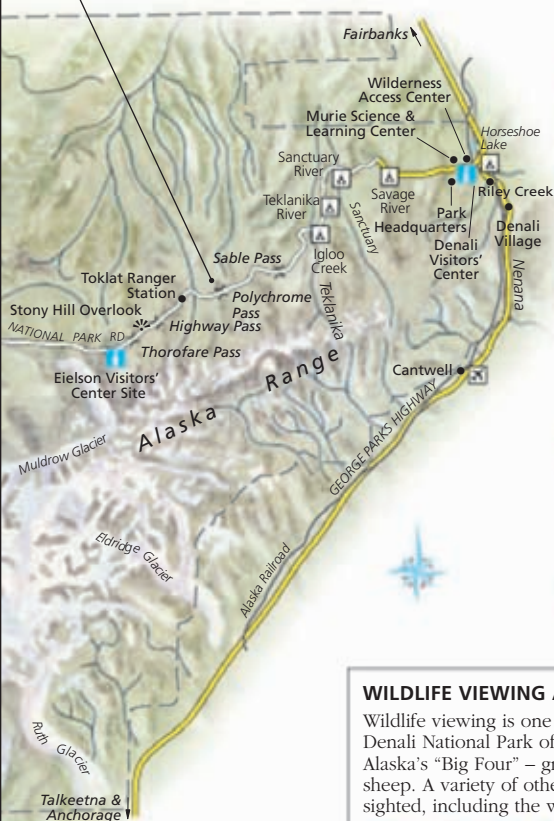 Fairbanks
Wilderness
Access Center
Murie Science &
Learning Center
Horseshoe
Lake
Sanctuary
River
Savage
River
Riley Creek
Park
Headquarters
Denali
Village
Denali
Visitors'
Center
Teklanika
River
Sanctuary
Igloo
Creek
Nenana
Sable Pass
Toklat Ranger
Station
Polychrome
Pass
Teklanika
Stony Hill Overlook
Highway Pass
NATIONAL PARK RD
Thorofare Pass
Eielson Visitors'
Center Site
Cantwell
Alaska Range
GEORGE PARKS HIGHWAY
Muldrow Glacier
Eldridge Glacier
Alaska Railroad
Ruth Glacier
Talkeetna &
Anchorage
WILDLIFE VIEWING
Wildlife viewing is one
Denali National Park of
Alaska's "Big Four" – gr
sheep. A variety of othe
sighted, including the w